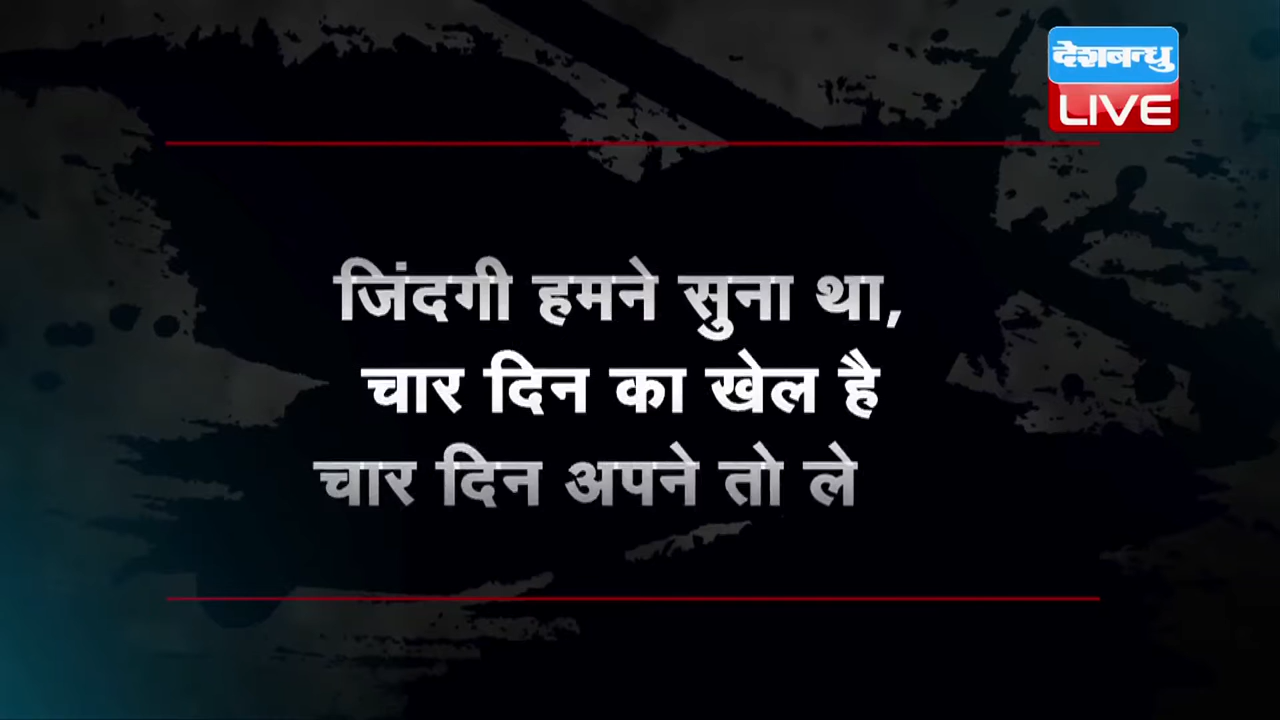 देशबन्धु
LIVE
जिंदगी हमने सुना था,
चार दिन का खेल है
चार दिन अपने तो ले